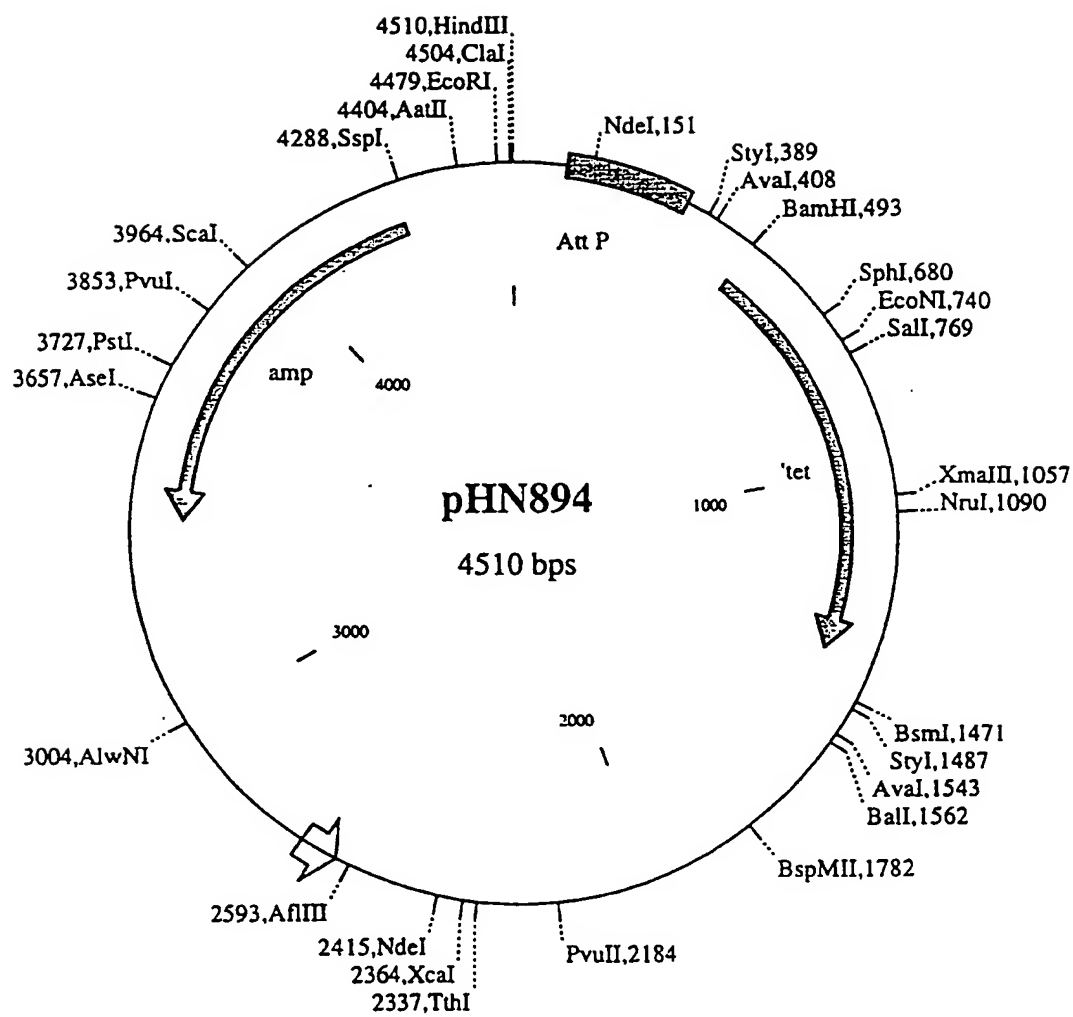 4510,HindIII
4504,ClaI
4479,EcoRI
4404,AatII
4288,SspI
NdeI,151
StyI,389
AvaI,408
BamHI,493
Att P
3964,ScaI
3853,PvuI
3727,PstI
3657,AseI
SphI,680
EcoNI,740
SalI,769
amp
4000
'tet
1000
XmaIII,1057
NruI,1090
pHN894
4510 bps
3000
2000
3004,AlwNI
BsmI,1471
StyI,1487
AvaI,1543
BalI,1562
BspMII,1782
2593,AflIII
2415,NdeI
2364,XcaI
2337,TthI
PvuII,2184